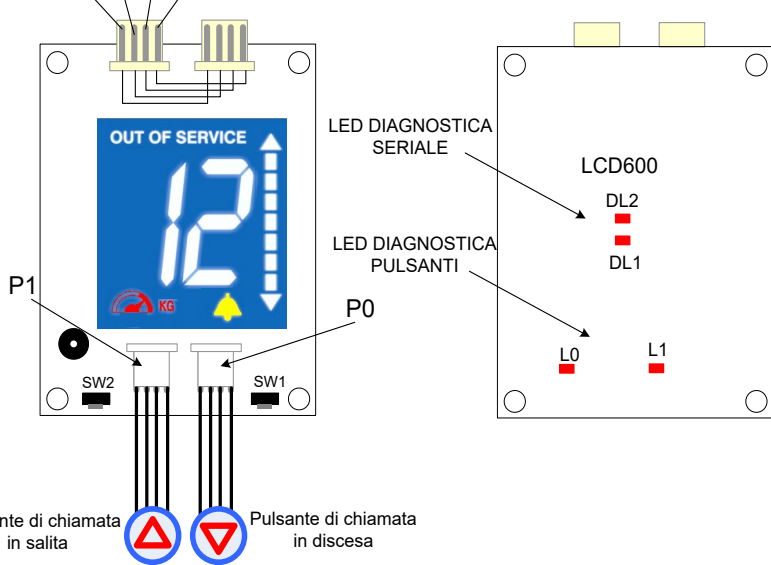 OUT OF SERVICE
12
KG
P1
P0
SW2
SW1
nte di chiamata
in salita
Pulsante di chiamata
in discesa
LED DIAGNOSTICA
SERIALE
LCD600
DL2
DL1
LED DIAGNOSTICA
PULSANTI
L0
L1